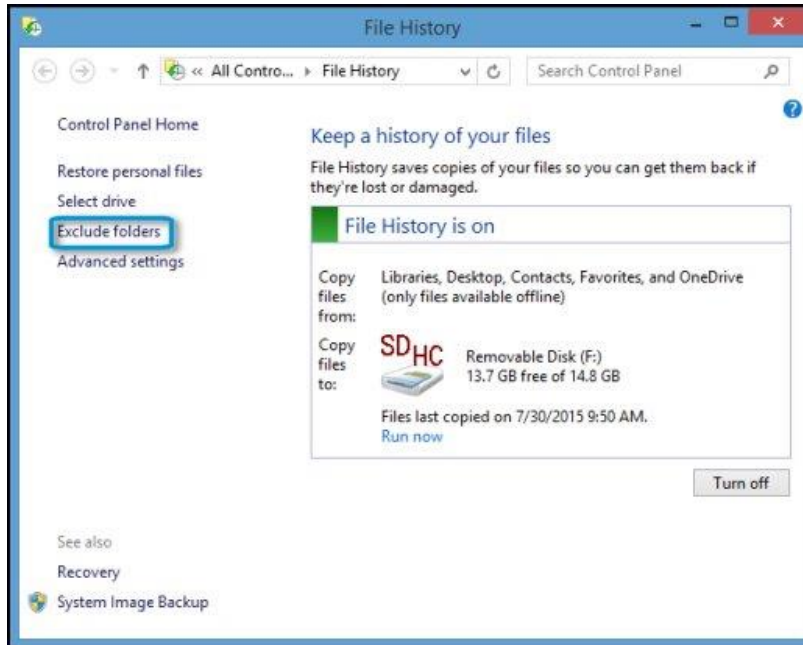 File History
« All Contro... ▸ File History
Search Control Panel
?
Control Panel Home
Restore personal files
Select drive
Exclude folders
Advanced settings
Keep a history of your files
File History saves copies of your files so you can get them back if
they're lost or damaged.
File History is on
Copy files from:
Libraries, Desktop, Contacts, Favorites, and OneDrive
(only files available offline)
Copy files to:
SDHC
Removable Disk (F:)
13.7 GB free of 14.8 GB
Files last copied on 7/30/2015 9:50 AM.
Run now
Turn off
See also
Recovery
System Image Backup